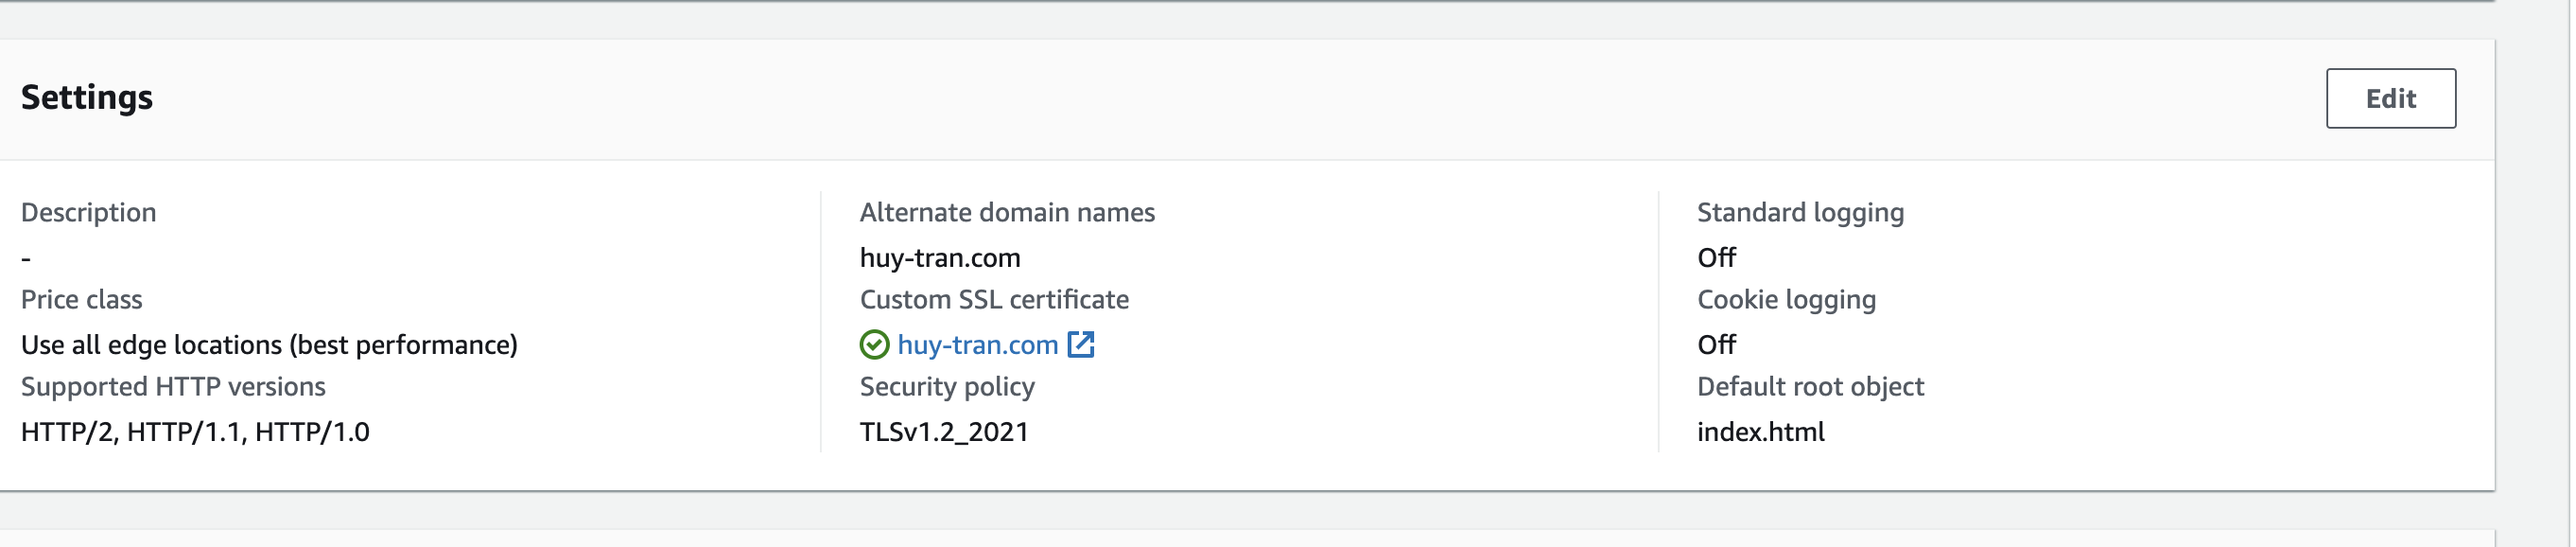 Settings
Edit
Description
-
Price class
Use all edge locations (best performance)
Supported HTTP versions
HTTP/2, HTTP/1.1, HTTP/1.0
Alternate domain names
huy-tran.com
Custom SSL certificate
huy-tran.com
Security policy
TLSv1.2_2021
Standard logging
Off
Cookie logging
Off
Default root object
index.html